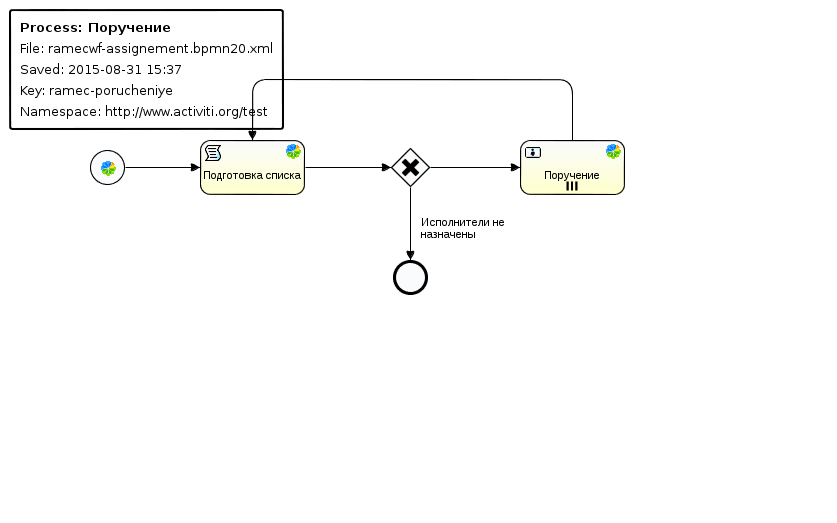 Process: Поручение
File: ramecwf-assignement.bpmn20.xml
Saved: 2015-08-31 15:37
Key: ramec-porucheniye
Namespace: http://www.activiti.org/test
Подготовка списка
Поручение
Исполнители не
назначены